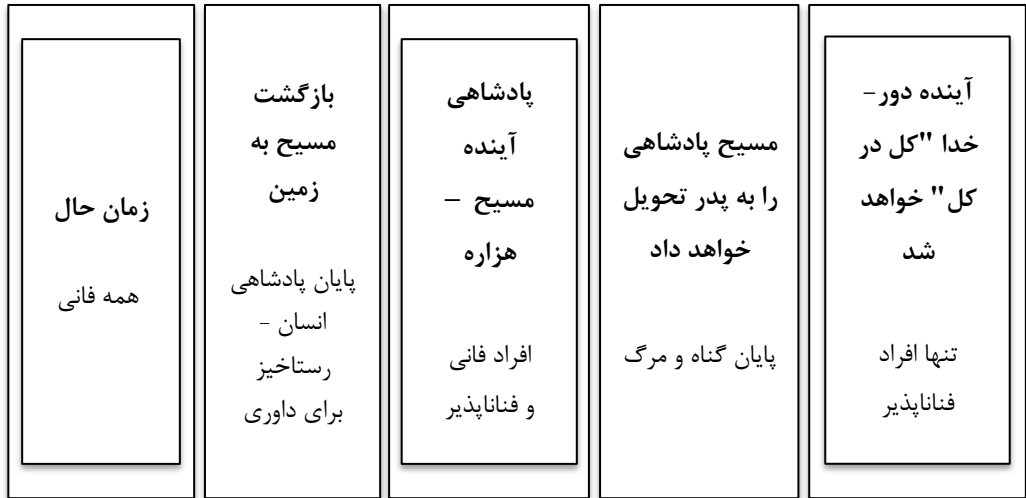 زمان حال
همه فانی
بازگشت
مسیح به
زمین
پایان پادشاهی
انسان -
رستاخیز
برای داوری
پادشاهی
آینده
مسیح –
هزاره
افراد فانی
و فناناپذیر
مسیح پادشاهی
را به پدر تحویل
خواهد داد
پایان گناه و مرگ
آینده دور-
خدا "کل در
کل" خواهد
شد
تنها افراد
فناناپذیر